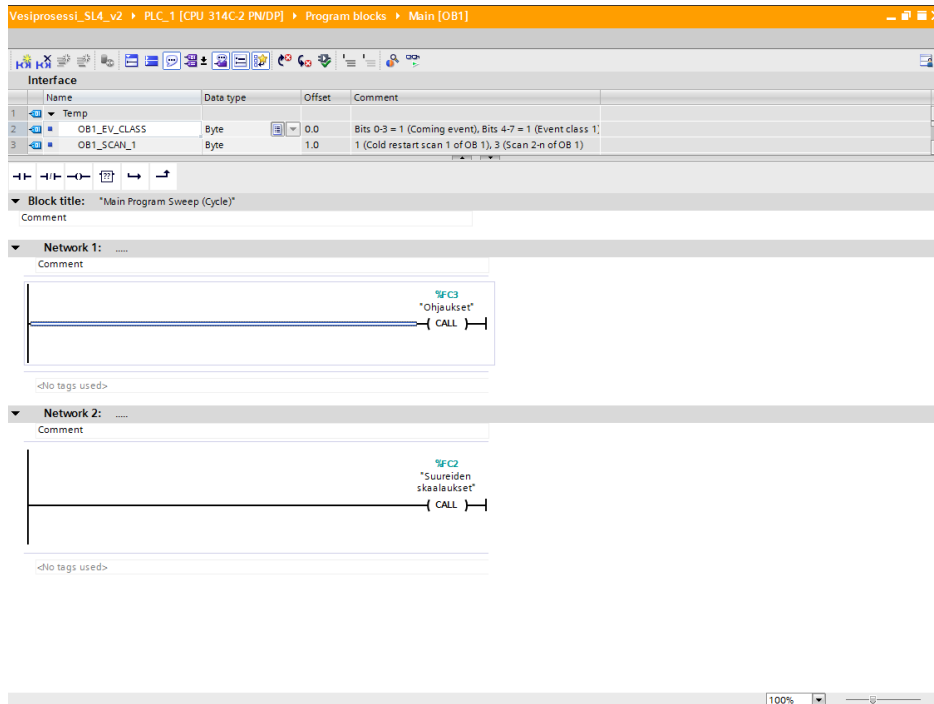 Vesiprosessi_SL4_v2 ▸ PLC_1 [CPU 314C-2 PN/DP] ▸ Program blocks ▸ Main [OB1]
Interface
Name Data type Offset Comment
1 Temp
2 OB1_EV_CLASS Byte 0.0 Bits 0-3 = 1 (Coming event), Bits 4-7 = 1 (Event class 1)
3 OB1_SCAN_1 Byte 1.0 1 (Cold restart scan 1 of OB 1), 3 (Scan 2-n of OB 1)
??
Block title: "Main Program Sweep (Cycle)"
Comment
Network 1: .....
Comment
%FC3
"Ohjaukset"
CALL
<No tags used>
Network 2: .....
Comment
%FC2
"Suureiden
skaalaukset"
CALL
<No tags used>
100%